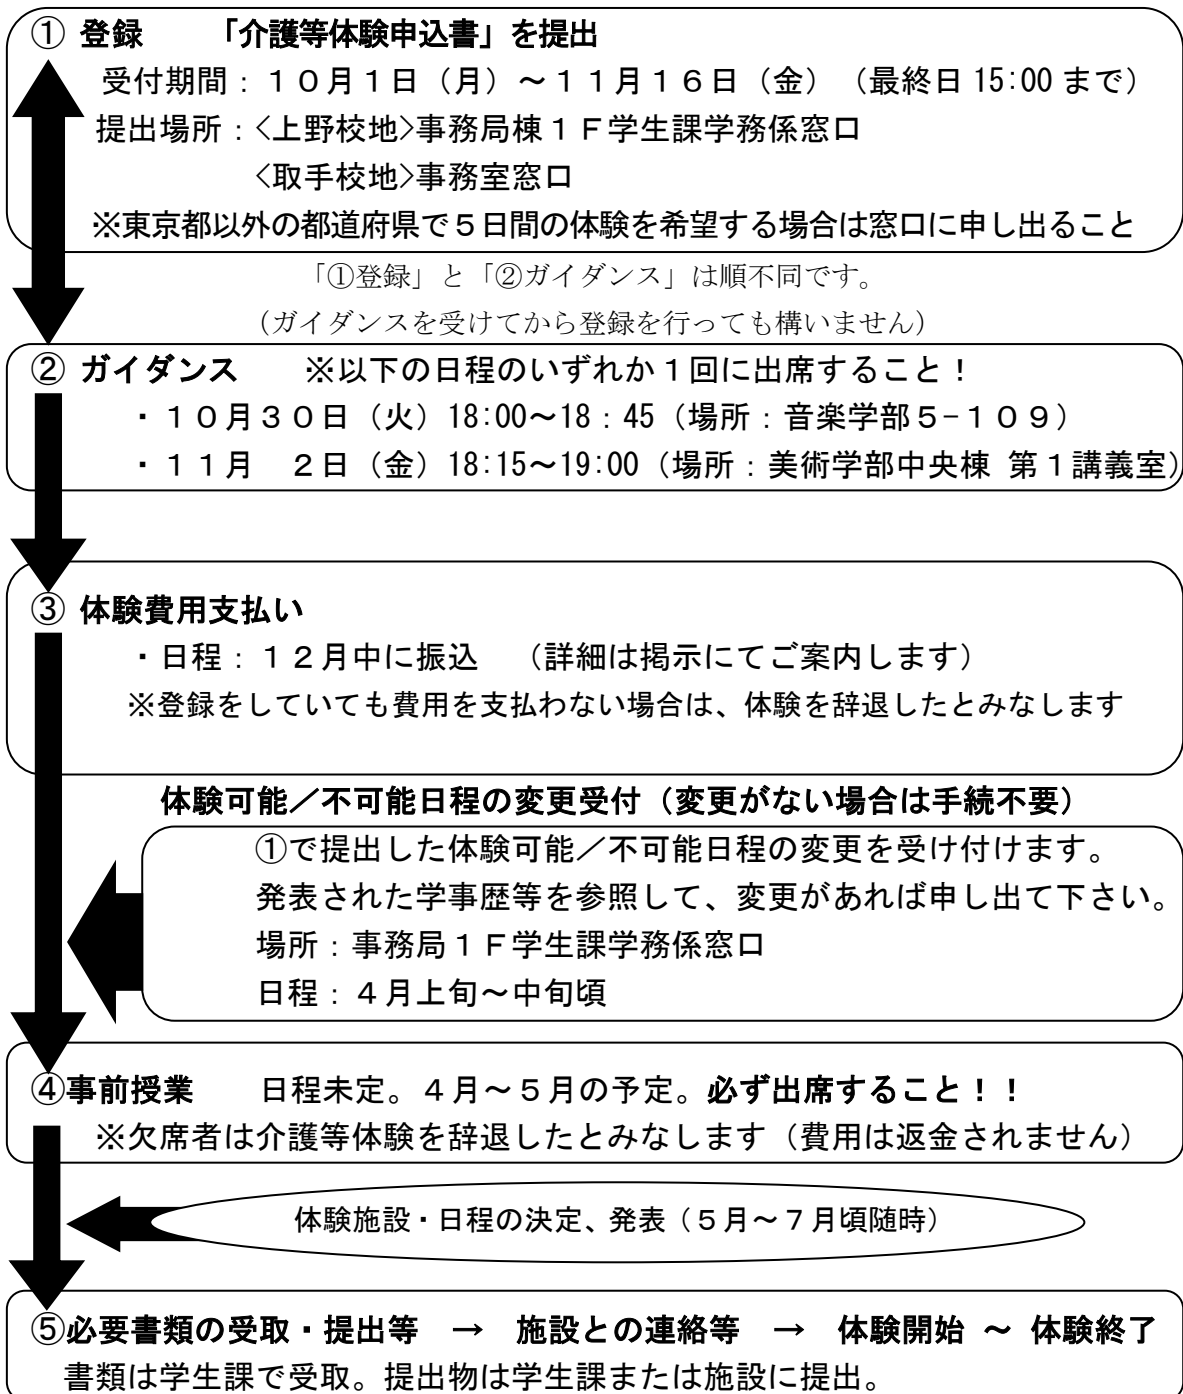 ① 登録　　「介護等体験申込書」を提出
受付期間：１０月１日（月）～１１月１６日（金）（最終日 15:00 まで）
提出場所：<上野校地>事務局棟１Ｆ学生課学務係窓口
<取手校地>事務室窓口
※東京都以外の都道府県で５日間の体験を希望する場合は窓口に申し出ること
「①登録」と「②ガイダンス」は順不同です。
（ガイダンスを受けてから登録を行っても構いません）
② ガイダンス　　※以下の日程のいずれか１回に出席すること！
・１０月３０日（火）18:00～18：45（場所：音楽学部５-１０９）
・１１月　２日（金）18:15～19:00（場所：美術学部中央棟 第１講義室）
③ 体験費用支払い
・日程：１２月中に振込　（詳細は掲示にてご案内します）
※登録をしていても費用を支払わない場合は、体験を辞退したとみなします
体験可能／不可能日程の変更受付（変更がない場合は手続不要）
①で提出した体験可能／不可能日程の変更を受け付けます。
発表された学事歴等を参照して、変更があれば申し出て下さい。
場所：事務局１Ｆ学生課学務係窓口
日程：４月上旬～中旬頃
④事前授業　　日程未定。４月～５月の予定。必ず出席すること！！
※欠席者は介護等体験を辞退したとみなします（費用は返金されません）
体験施設・日程の決定、発表（５月～７月頃随時）
⑤必要書類の受取・提出等　→　施設との連絡等　→　体験開始 ～ 体験終了
書類は学生課で受取。提出物は学生課または施設に提出。